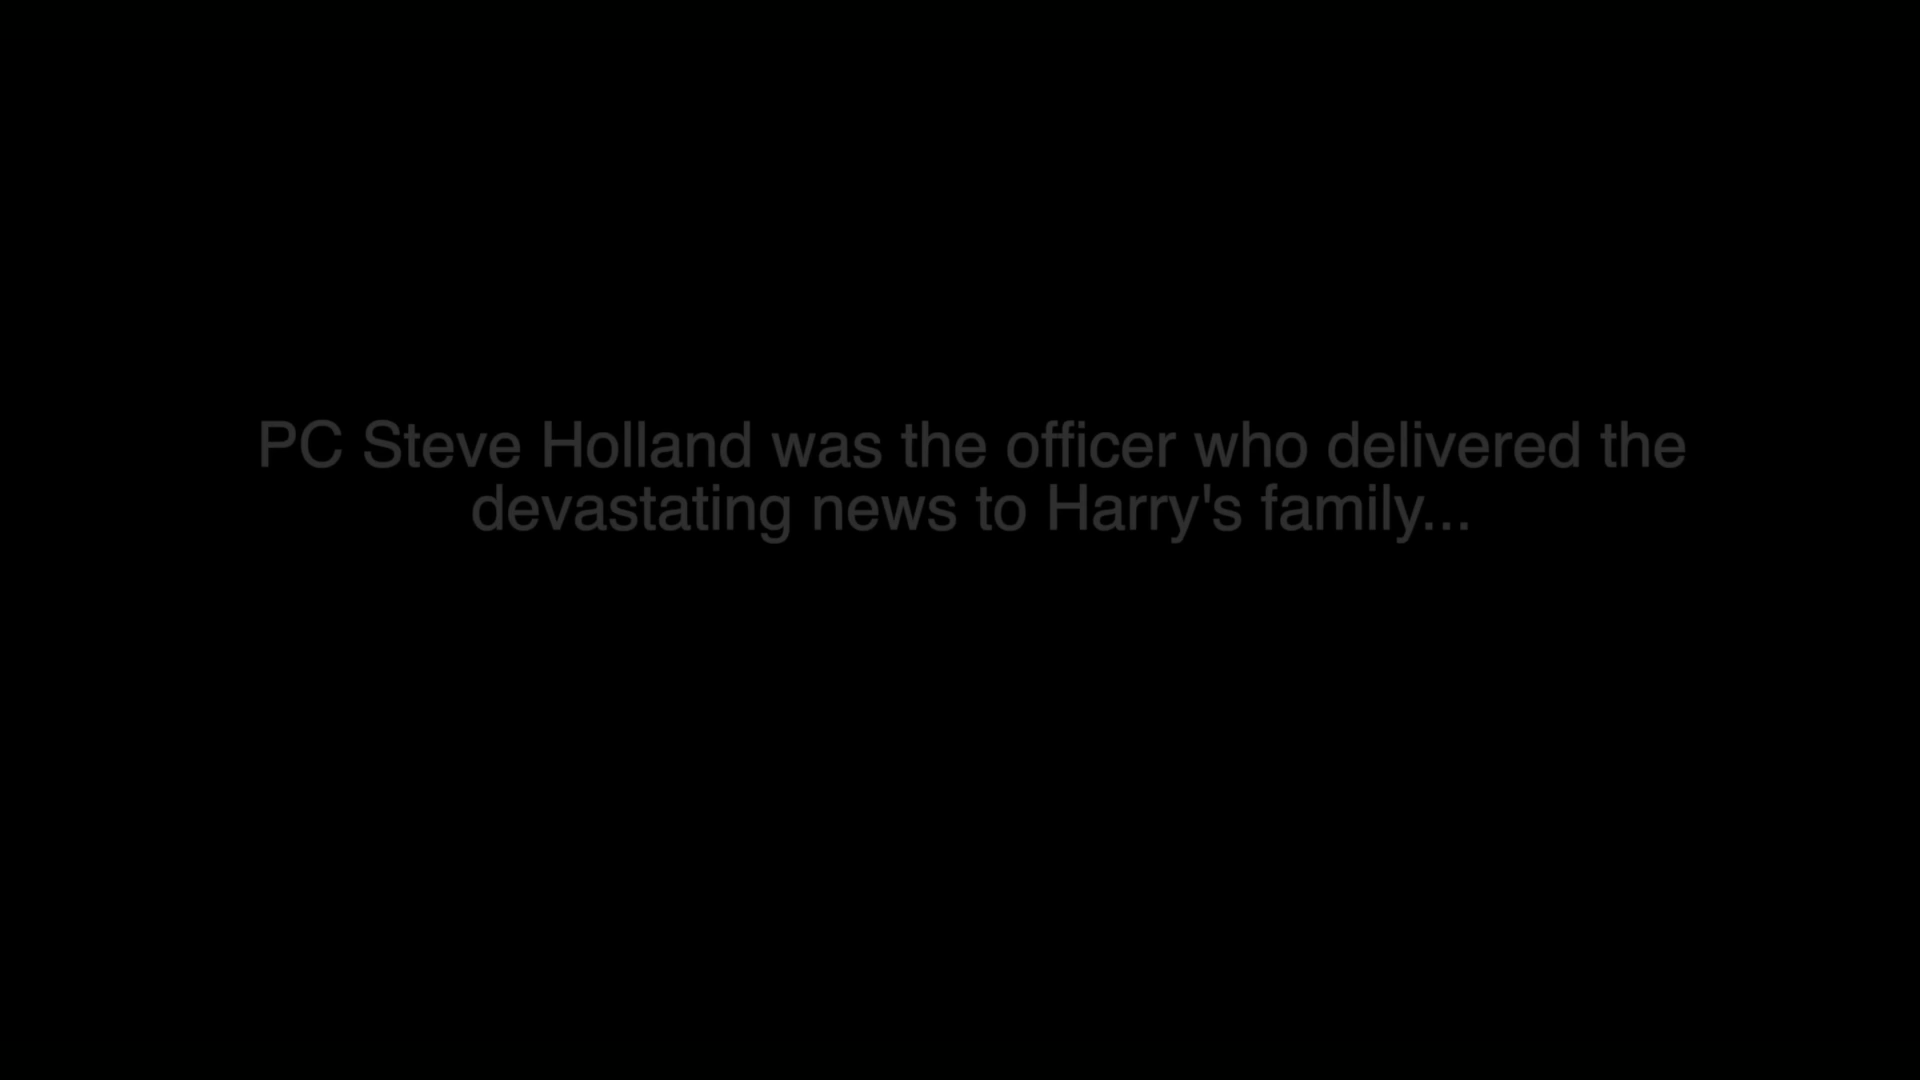 PC Steve Holland was the officer who delivered the
devastating news to Harry's family...